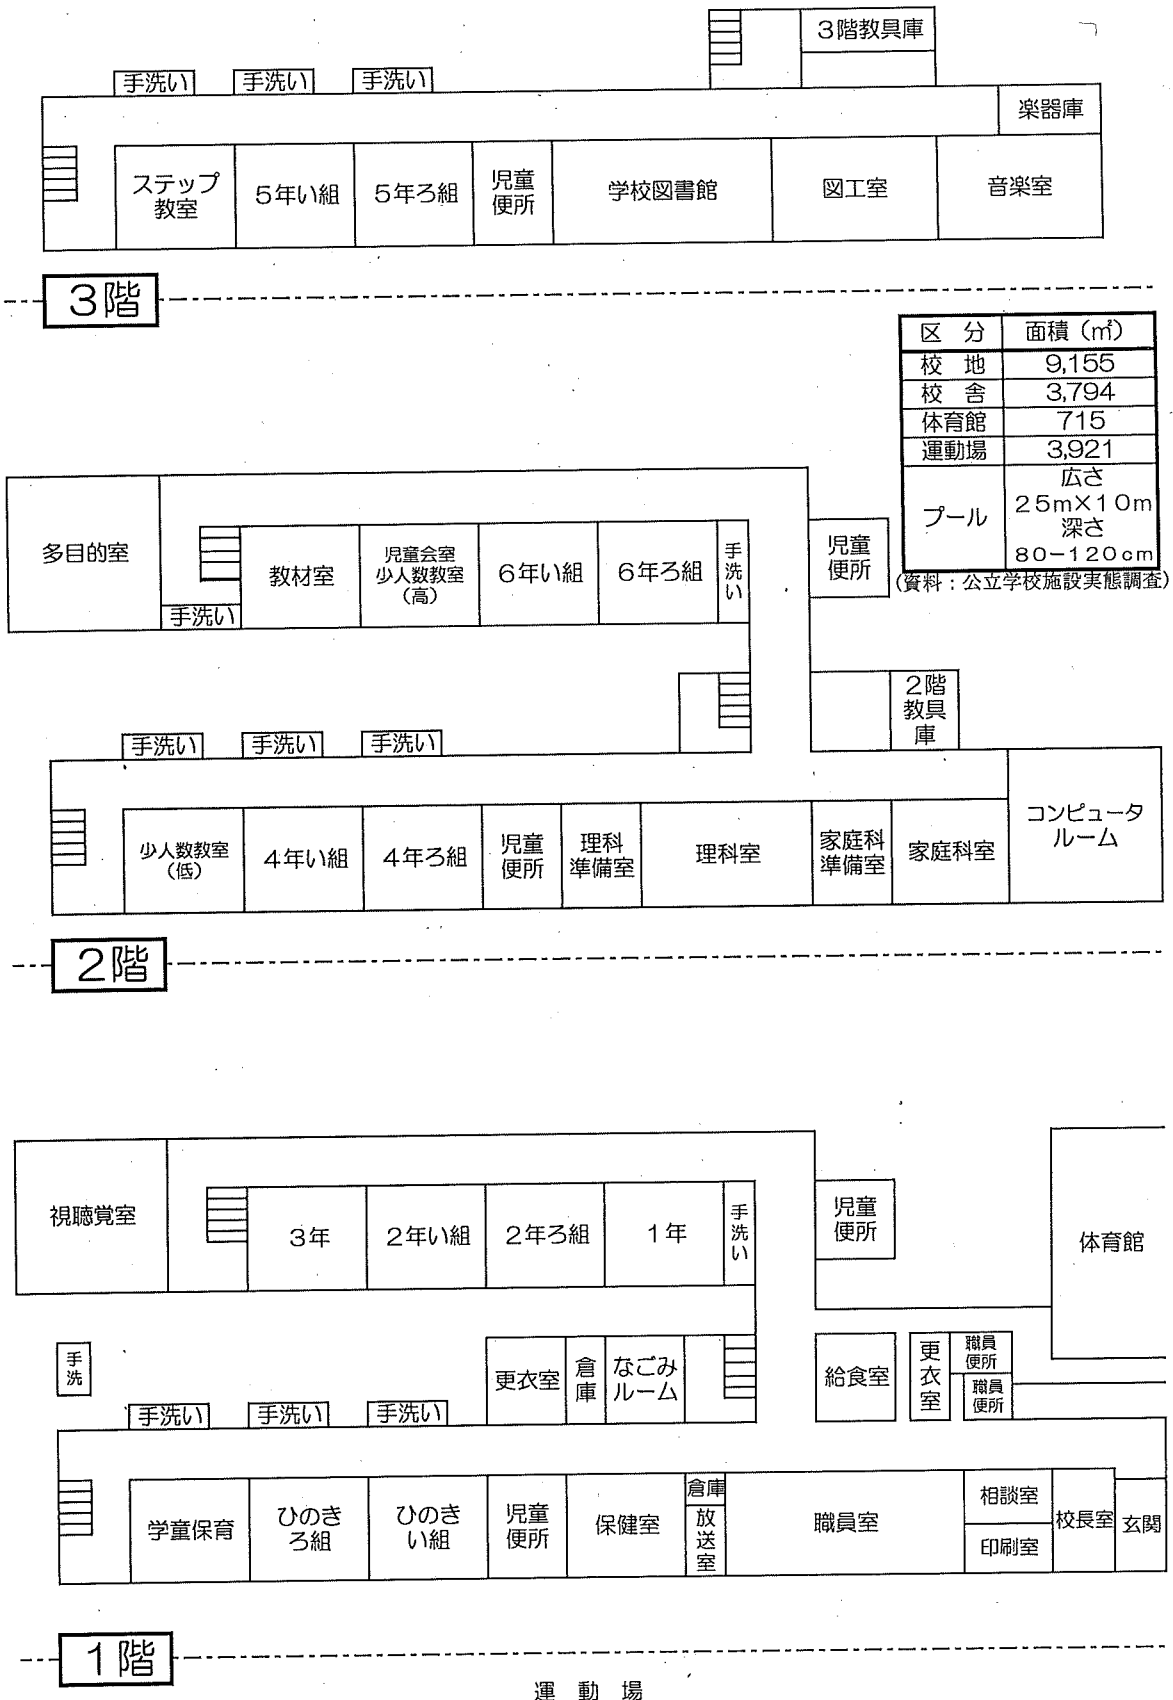 3階教具庫
手洗い
手洗い
手洗い
楽器庫
ステップ
教室
5年い組
5年ろ組
児童
便所
学校図書館
図工室
音楽室
3階
区 分 面積（㎡）
校 地 9,155
校 舎 3,794
体育館 715
運動場 3,921
プール
広さ
25m×10m
深さ
80-120cm
(資料：公立学校施設実態調査)
多目的室
手洗い
教材室
児童会室
少人数教室
（高）
6年い組
6年ろ組
手洗い
児童
便所
2階
教具
庫
手洗い
手洗い
手洗い
少人数教室
（低）
4年い組
4年ろ組
児童
便所
理科
準備室
理科室
家庭科
準備室
家庭科室
コンピュータ
ルーム
2階
視聴覚室
3年
2年い組
2年ろ組
1年
手洗い
児童
便所
体育館
手洗
更衣室
倉庫
なごみ
ルーム
給食室
更衣室
職員
便所
職員
便所
手洗い
手洗い
手洗い
学童保育
ひのき
ろ組
ひのき
い組
児童
便所
保健室
倉庫
放送室
職員室
相談室
印刷室
校長室
玄関
1階
運 動 場